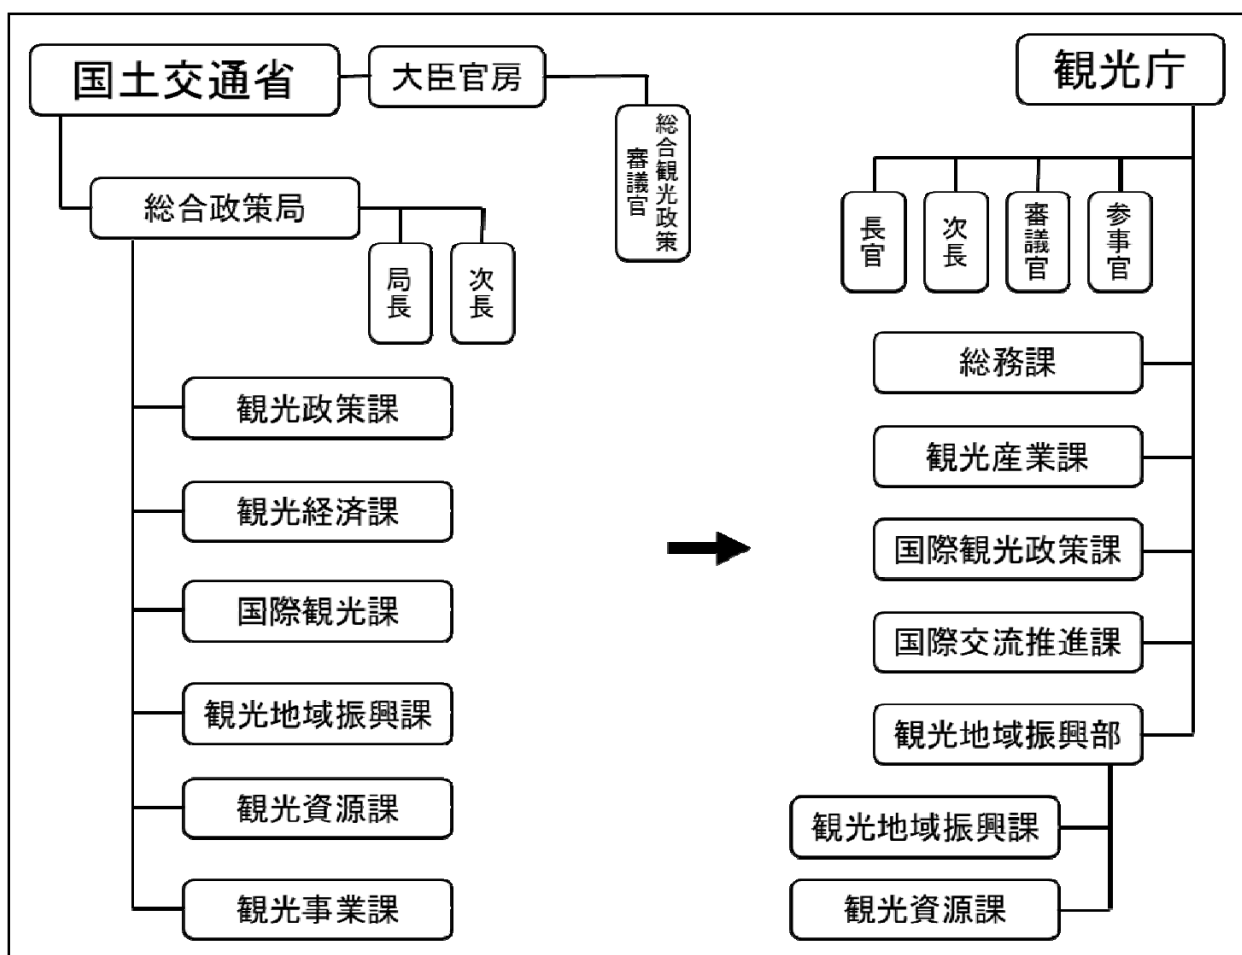 国土交通省
大臣官房
総合観光政策
審議官
総合政策局
局長
次長
観光政策課
観光経済課
国際観光課
観光地域振興課
観光資源課
観光事業課
観光庁
長官
次長
審議官
参事官
総務課
観光産業課
国際観光政策課
国際交流推進課
観光地域振興部
観光地域振興課
観光資源課